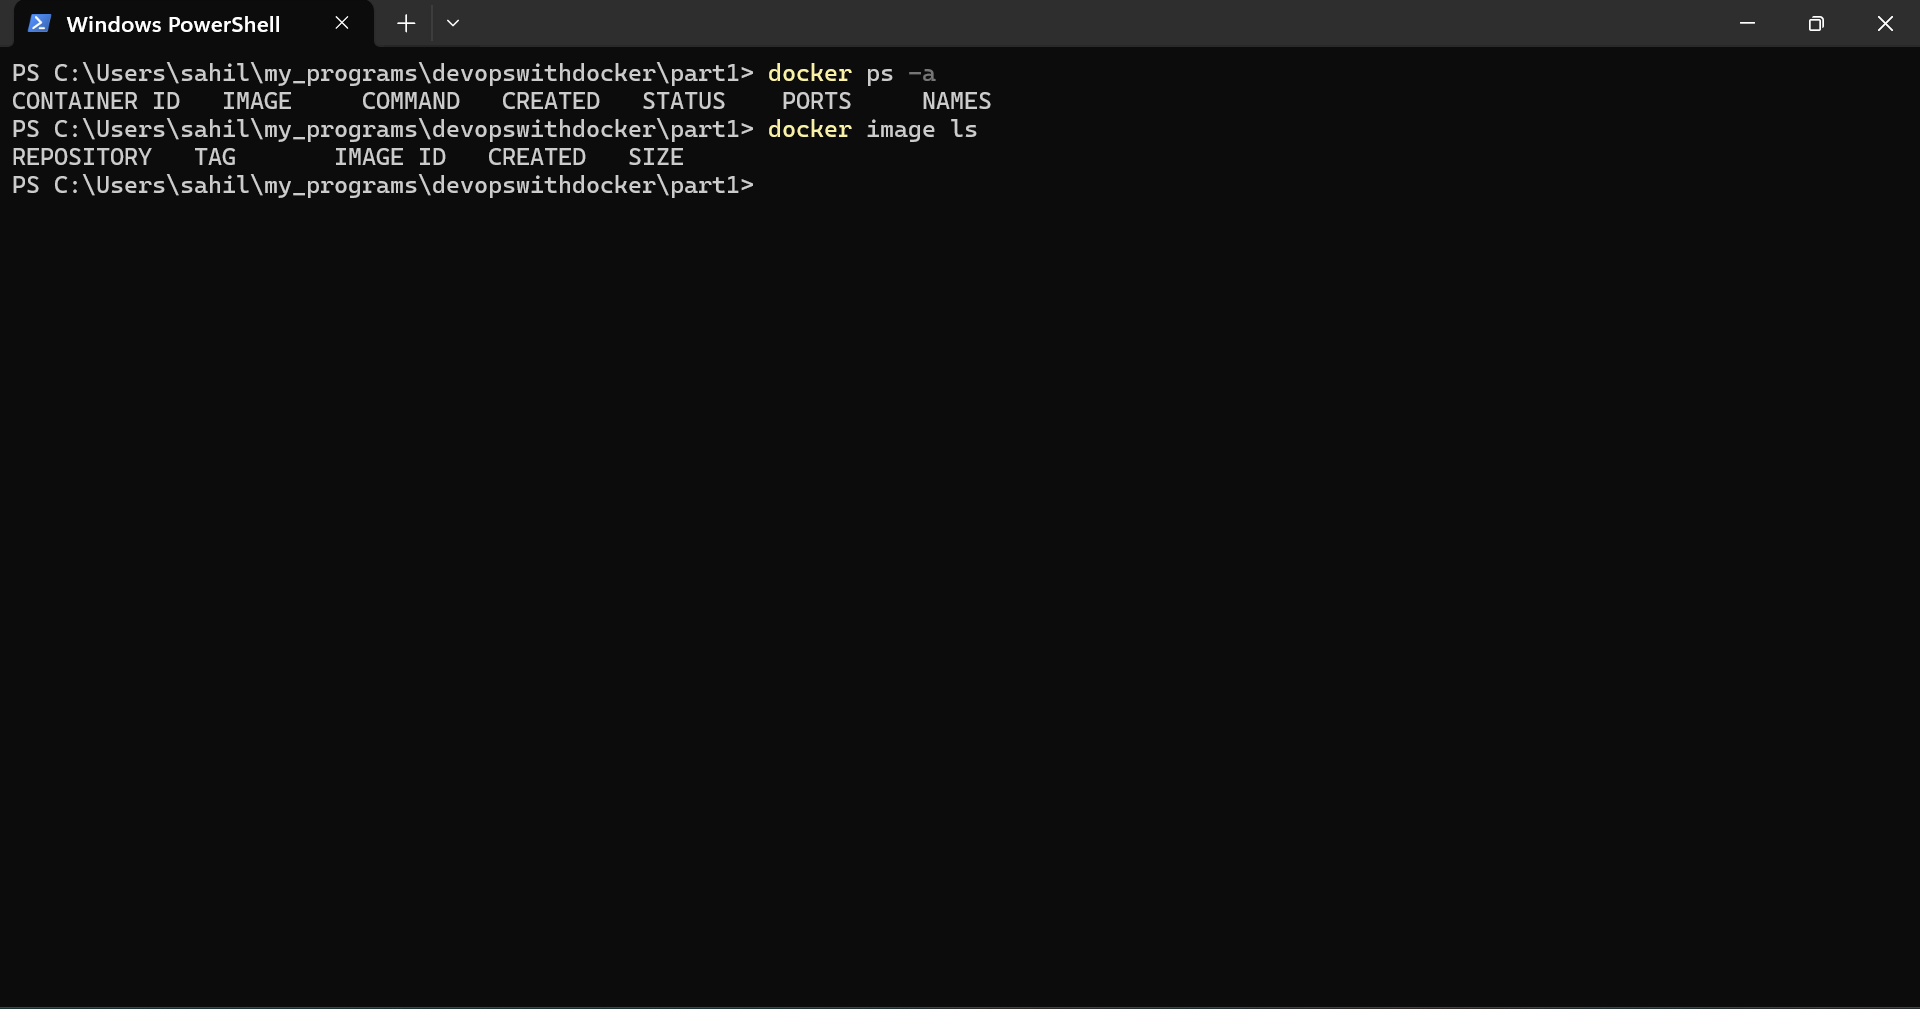 Windows PowerShell
PS C:\Users\sahil\my_programs\devopswithdocker\part1> docker ps -a
CONTAINER ID   IMAGE     COMMAND   CREATED   STATUS    PORTS     NAMES
PS C:\Users\sahil\my_programs\devopswithdocker\part1> docker image ls
REPOSITORY   TAG       IMAGE ID   CREATED   SIZE
PS C:\Users\sahil\my_programs\devopswithdocker\part1>